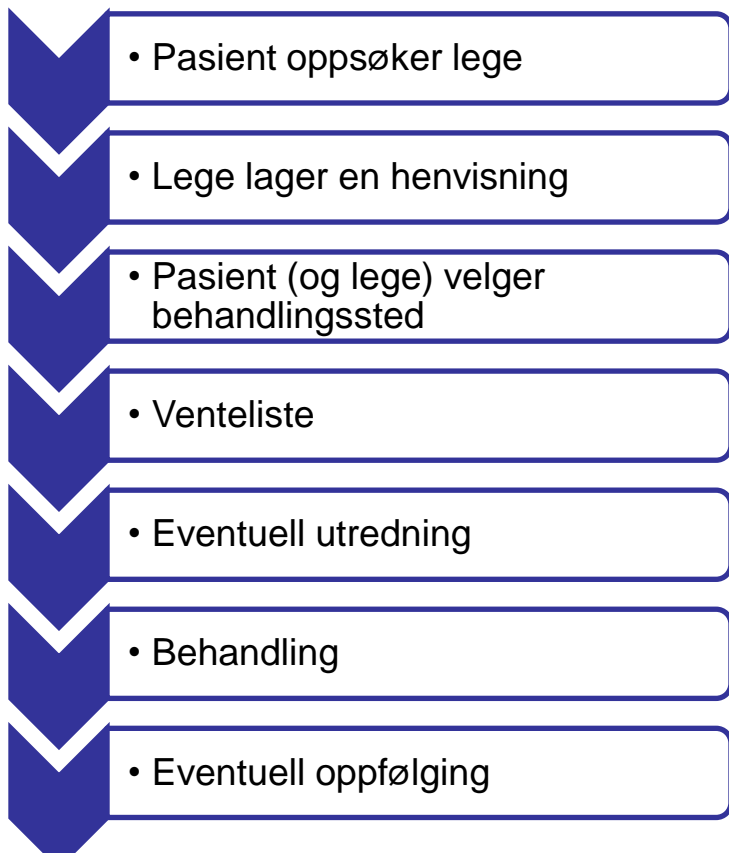 • Pasient oppsøker lege
• Lege lager en henvisning
• Pasient (og lege) velger
behandlingssted
• Venteliste
• Eventuell utredning
• Behandling
• Eventuell oppfølging